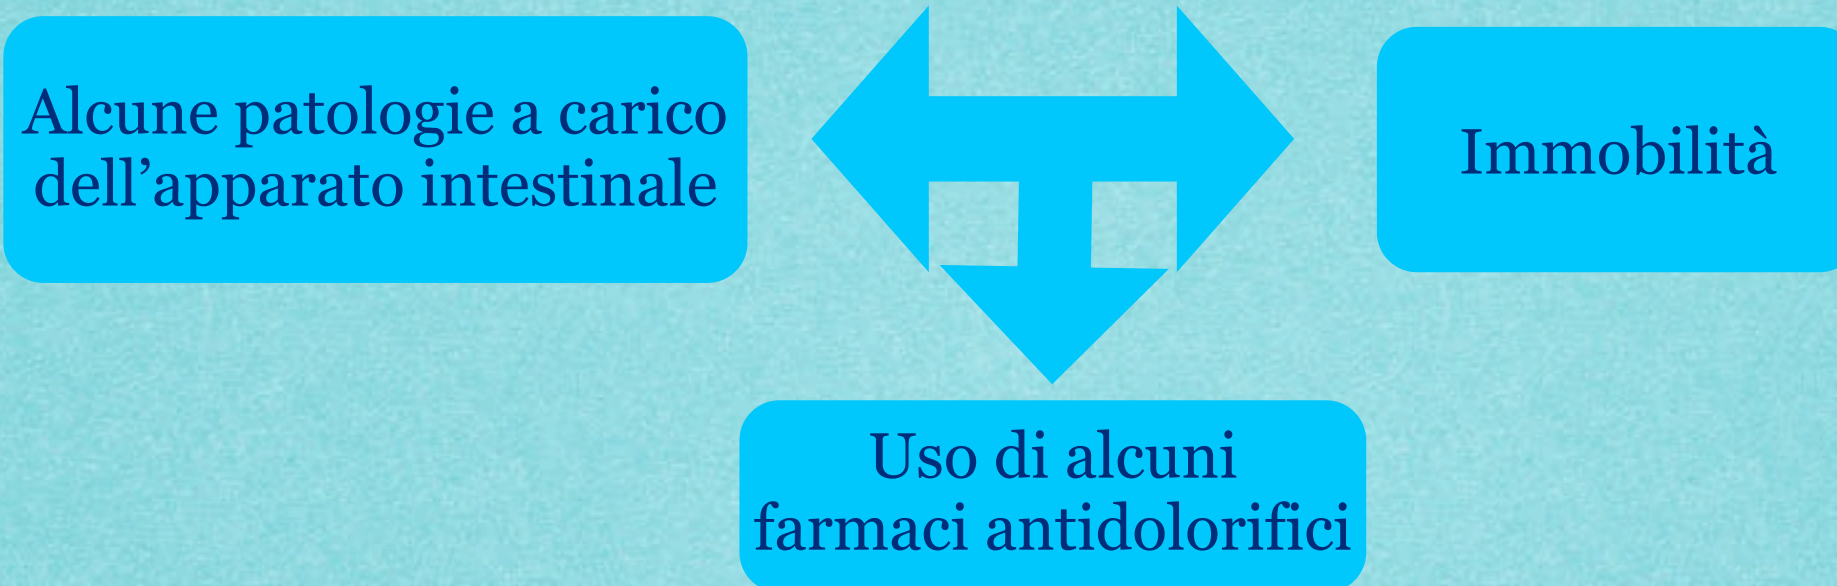 Alcune patologie a carico
dell’apparato intestinale
Immobilità
Uso di alcuni
farmaci antidolorifici